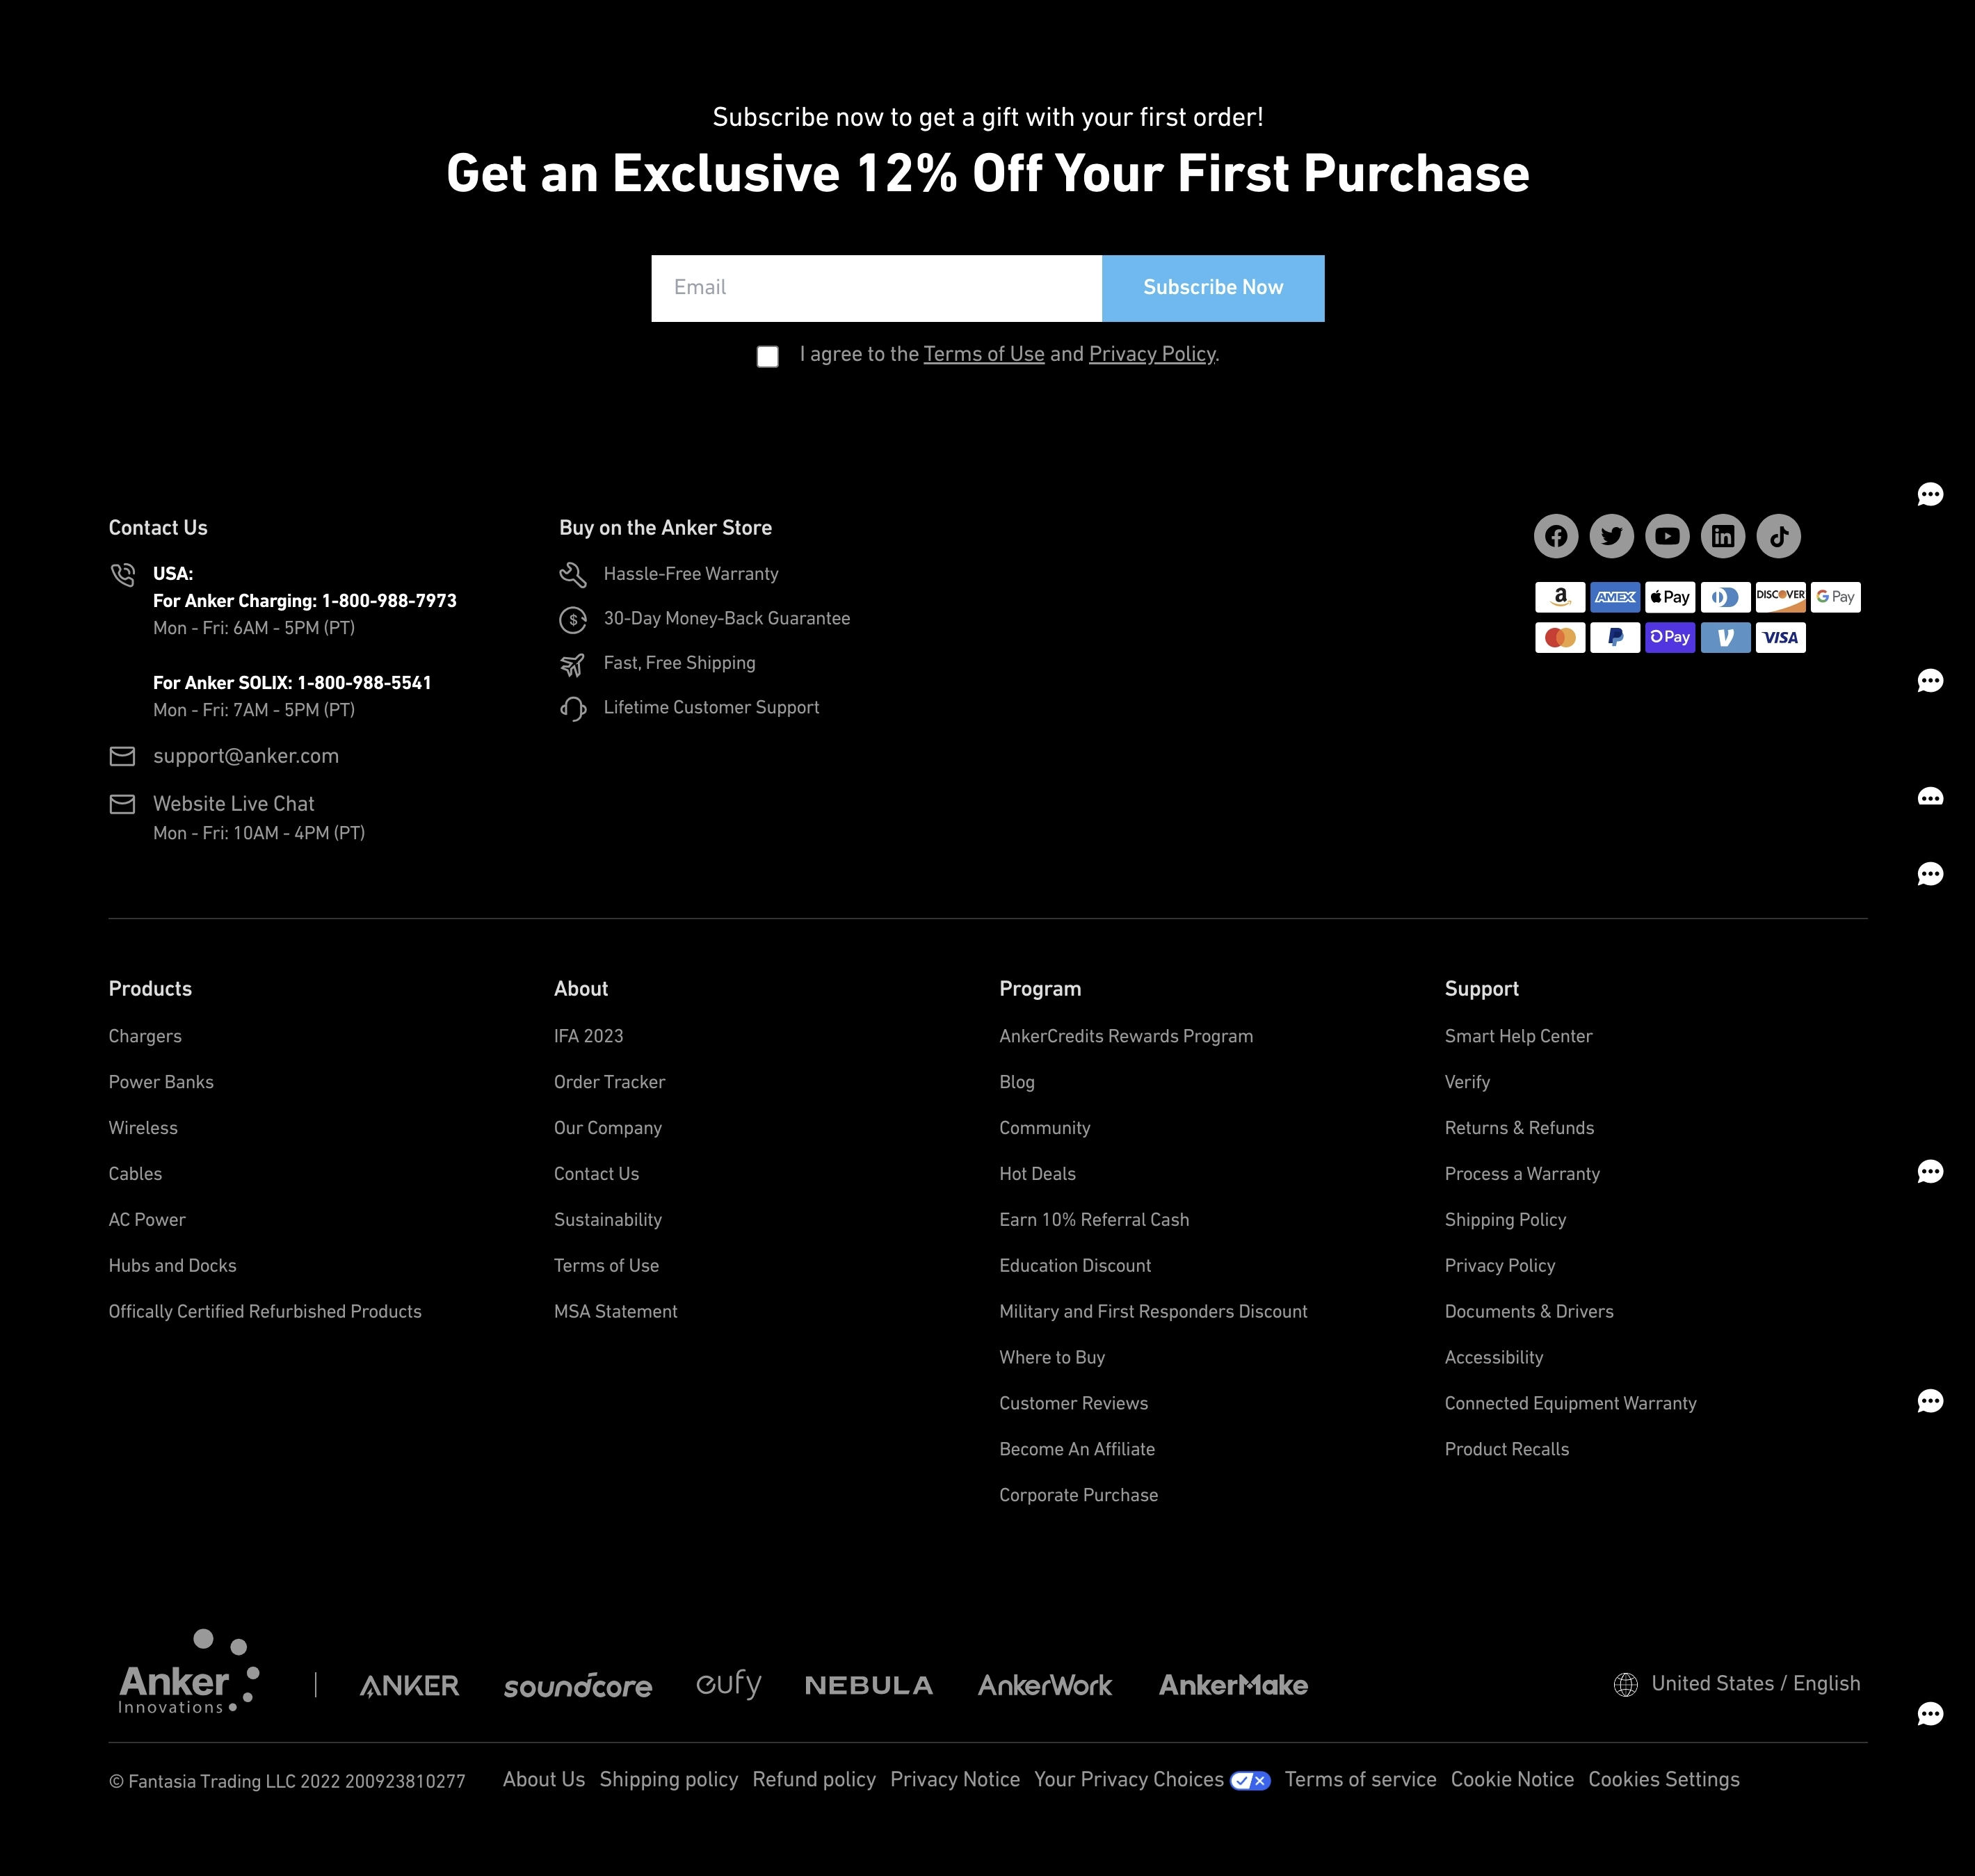 Subscribe now to get a gift with your first order!
Get an Exclusive 12% Off Your First Purchase
Email
Subscribe Now
I agree to the Terms of Use and Privacy Policy.
Contact Us
USA:
For Anker Charging: 1-800-988-7973
Mon - Fri: 6AM - 5PM (PT)
For Anker SOLIX: 1-800-988-5541
Mon - Fri: 7AM - 5PM (PT)
support@anker.com
Website Live Chat
Mon - Fri: 10AM - 4PM (PT)
Buy on the Anker Store
Hassle-Free Warranty
30-Day Money-Back Guarantee
Fast, Free Shipping
Lifetime Customer Support
a AMEX Pay DISCOVER G Pay
Pay VISA
Products
Chargers
Power Banks
Wireless
Cables
AC Power
Hubs and Docks
Offically Certified Refurbished Products
About
IFA 2023
Order Tracker
Our Company
Contact Us
Sustainability
Terms of Use
MSA Statement
Program
AnkerCredits Rewards Program
Blog
Community
Hot Deals
Earn 10% Referral Cash
Education Discount
Military and First Responders Discount
Where to Buy
Customer Reviews
Become An Affiliate
Corporate Purchase
Support
Smart Help Center
Verify
Returns & Refunds
Process a Warranty
Shipping Policy
Privacy Policy
Documents & Drivers
Accessibility
Connected Equipment Warranty
Product Recalls
Anker
Innovations
ANKER soundcore eufy NEBULA AnkerWork AnkerMake
United States / English
© Fantasia Trading LLC 2022 200923810277
About Us Shipping policy Refund policy Privacy Notice Your Privacy Choices Terms of service Cookie Notice Cookies Settings